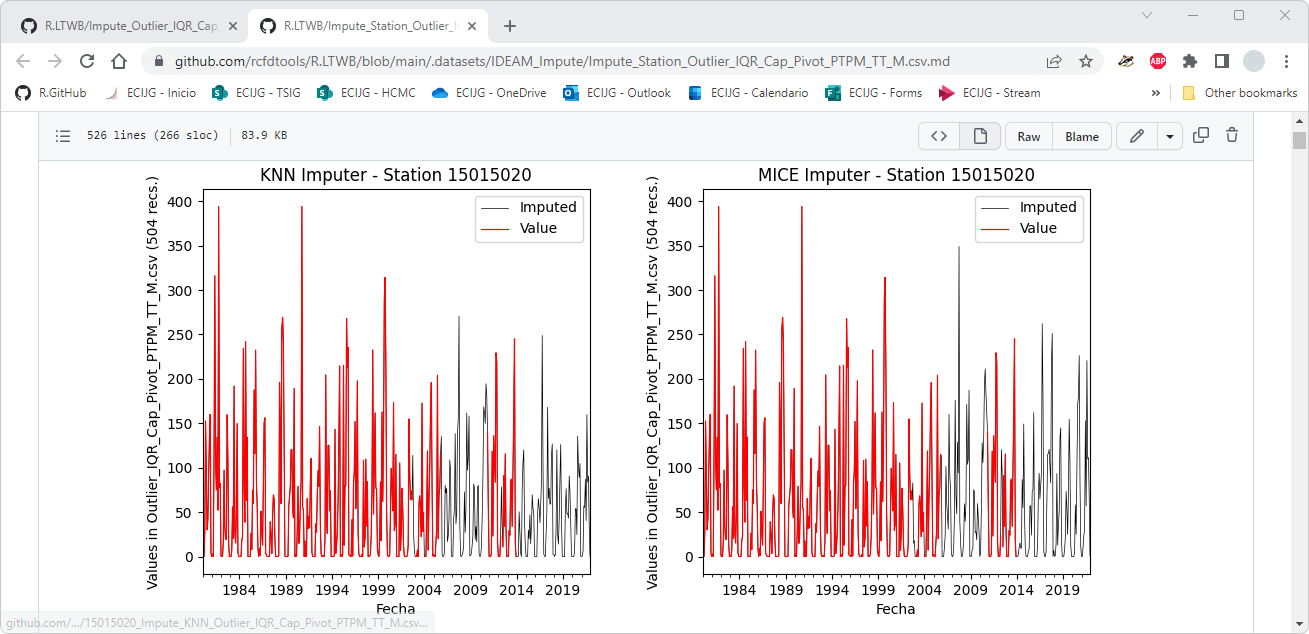 R.LTWB/Impute_Outlier_IQR_Cap
R.LTWB/Impute_Station_Outlier_
github.com/rcfdtools/R.LTWB/blob/main/.datasets/IDEAM_Impute/Impute_Station_Outlier_IQR_Cap_Pivot_PTPM_TT_M.csv.md
ABP
R.GitHub
ECIJG - Inicio
ECIJG - TSIG
ECIJG - HCMC
ECIJG - OneDrive
ECIJG - Outlook
ECIJG - Calendario
ECIJG - Forms
ECIJG - Stream
»
Other bookmarks
526 lines (266 sloc)
83.9 KB
Raw
Blame
KNN Imputer - Station 15015020
Values in Outlier_IQR_Cap_Pivot_PTPM_TT_M.csv (504 recs.)
400
350
300
250
200
150
100
50
0
Imputed
Value
1984 1989 1994 1999 2004 2009 2014 2019
Fecha
MICE Imputer - Station 15015020
Values in Outlier_IQR_Cap_Pivot_PTPM_TT_M.csv (504 recs.)
400
350
300
250
200
150
100
50
0
Imputed
Value
1984 1989 1994 1999 2004 2009 2014 2019
Fecha
github.com/.../15015020_Impute_KNN_Outlier_IQR_Cap_Pivot_PTPM_TT_M.csv...